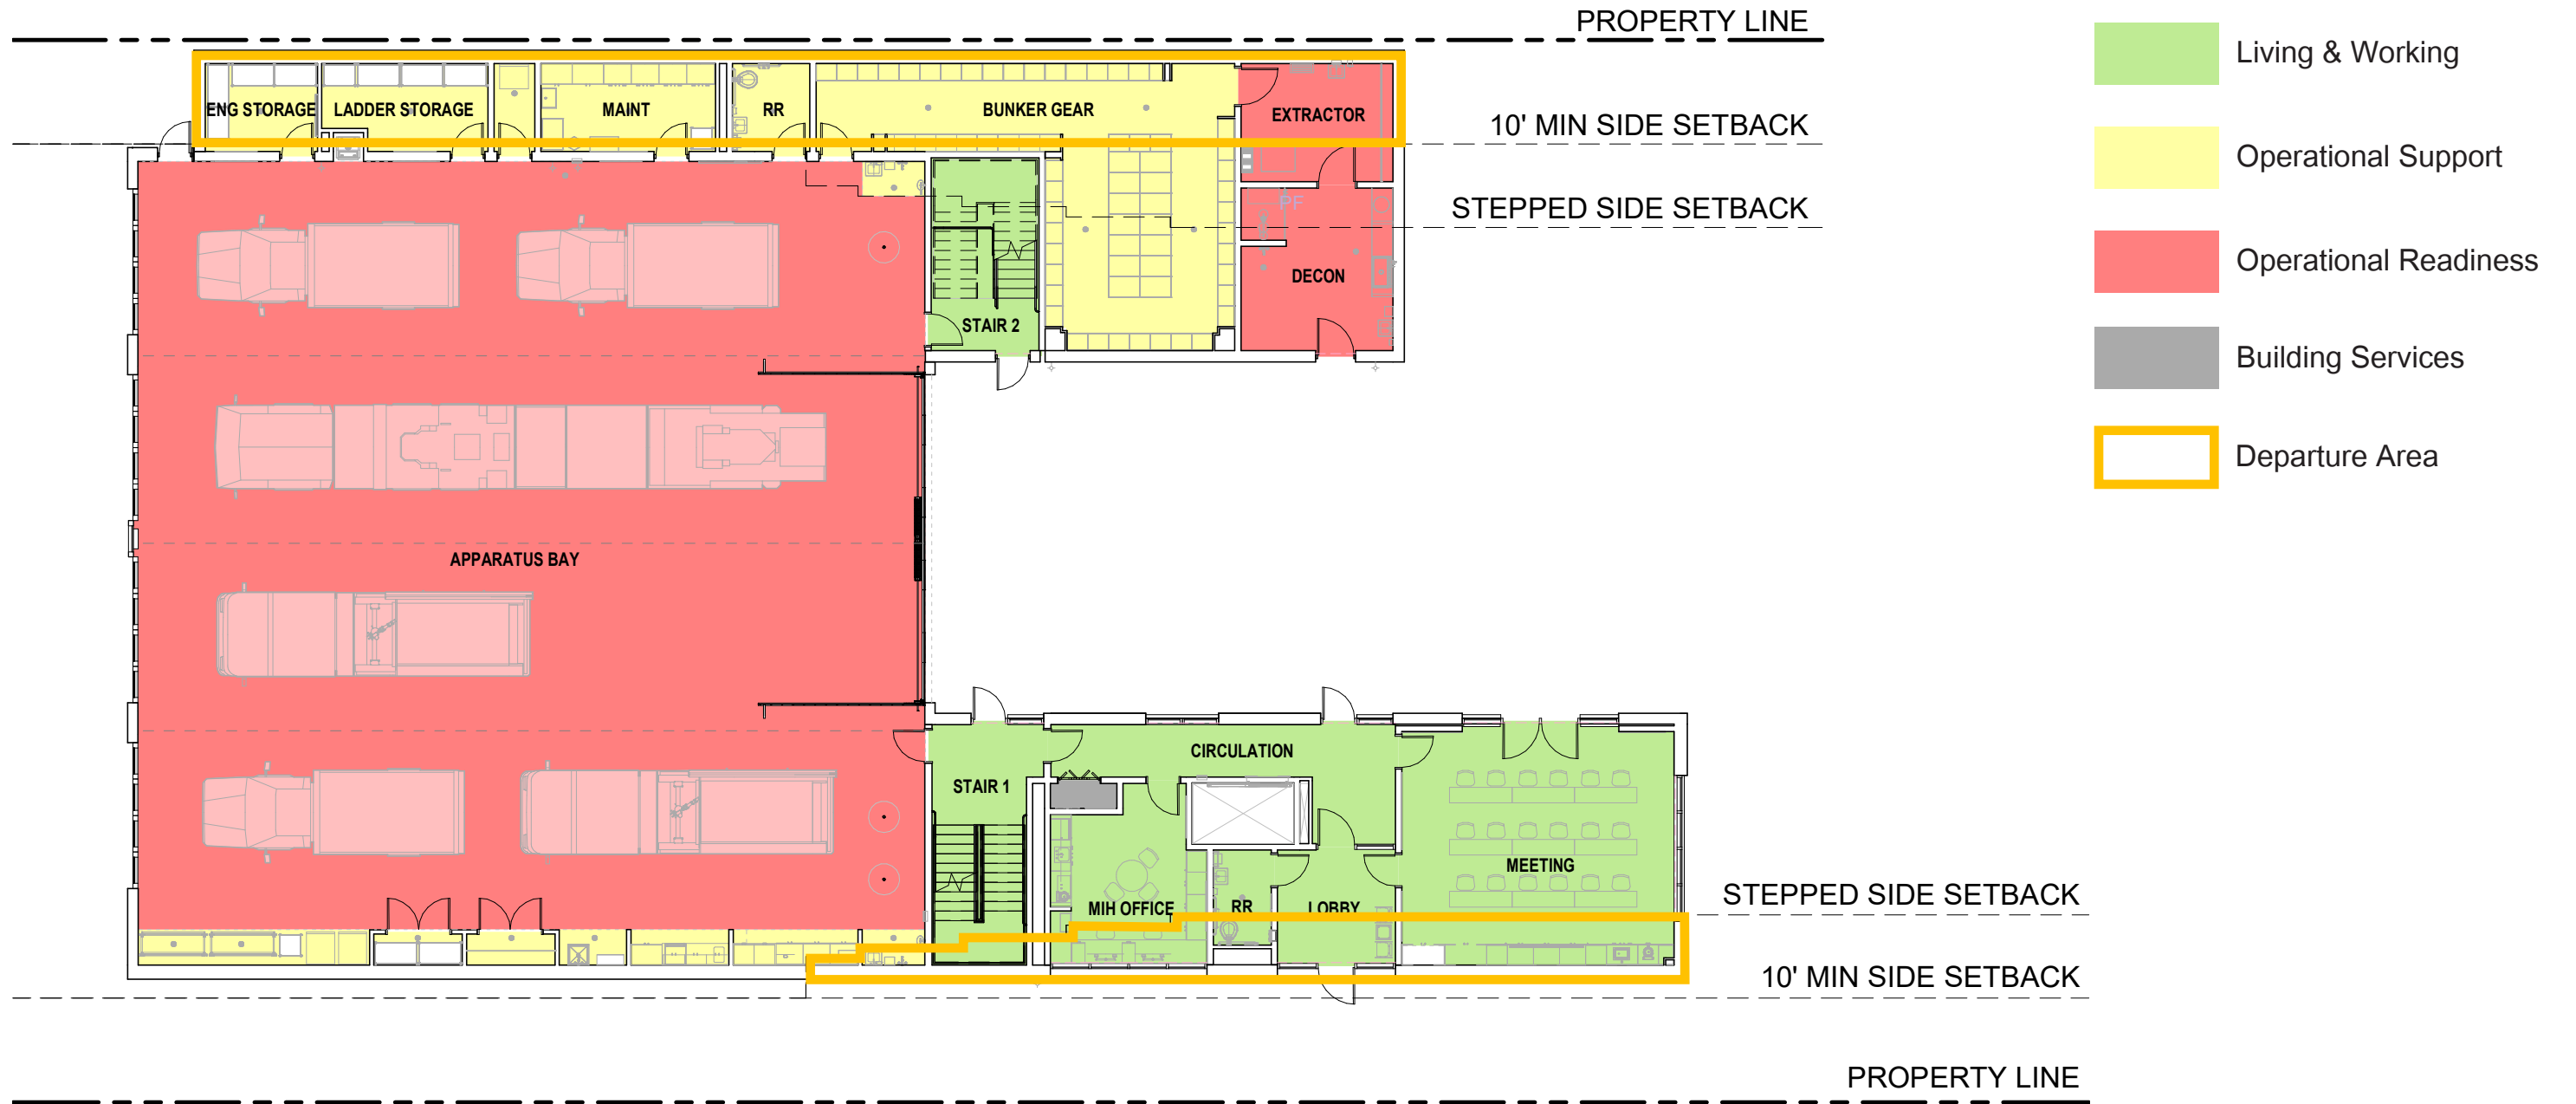 PROPERTY LINE
Living & Working
ENG STORAGE
LADDER STORAGE
MAINT
RR
BUNKER GEAR
EXTRACTOR
10' MIN SIDE SETBACK
Operational Support
STEPPED SIDE SETBACK
PF
Operational Readiness
DECON
STAIR 2
Building Services
Departure Area
APPARATUS BAY
CIRCULATION
STAIR 1
MEETING
MIH OFFICE
RR
LOBBY
STEPPED SIDE SETBACK
10' MIN SIDE SETBACK
PROPERTY LINE